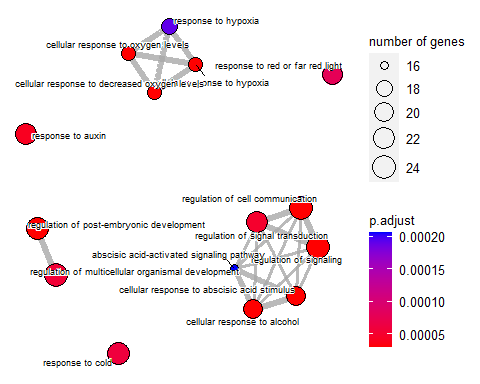 response to hypoxia
cellular response to oxygen levels
response to red or far red light
cellular response to decreased oxygen levels
onse to hypoxia
response to auxin
regulation of cell communication
regulation of post-embryonic development
regulation of signal transduction
abscisic acid-activated signaling pathway
regulation of signaling
regulation of multicellular organismal development
cellular response to abscisic acid stimulus
cellular response to alcohol
response to cold
number of genes
16
18
20
22
24
p.adjust
0.00020
0.00015
0.00010
0.00005